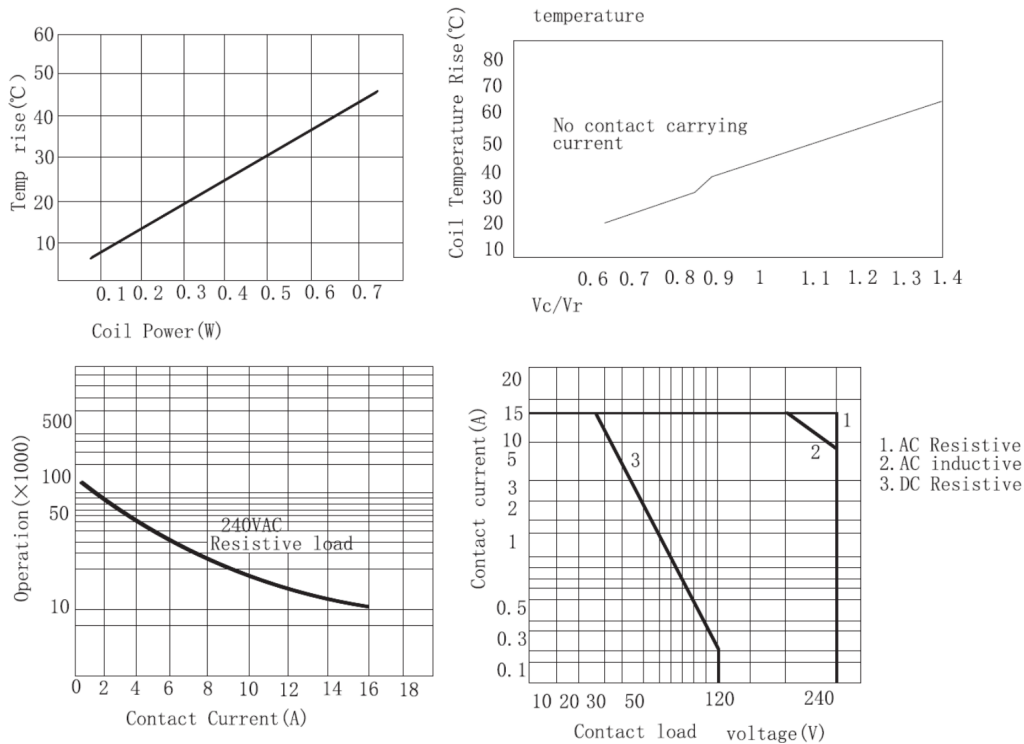 Temp rise(℃)
60
50
40
30
20
10
0.1 0.2 0.3 0.4 0.5 0.6 0.7
Coil Power(W)
temperature
Coil Temperature Rise(℃)
80
70
60
50
40
30
20
10
No contact carrying
current
0.6 0.7 0.8 0.9 1 1.1 1.2 1.3 1.4
Vc/Vr
Operation(×1000)
500
100
50
10
240VAC
Resistive load
0 2 4 6 8 10 12 14 16 18
Contact Current(A)
Contact current(A)
20
15
10
5
3
2
1
0.5
0.3
0.1
1
2
3
10 20 30 50 120 240
Contact load voltage(V)
1.AC Resistive
2.AC inductive
3.DC Resistive